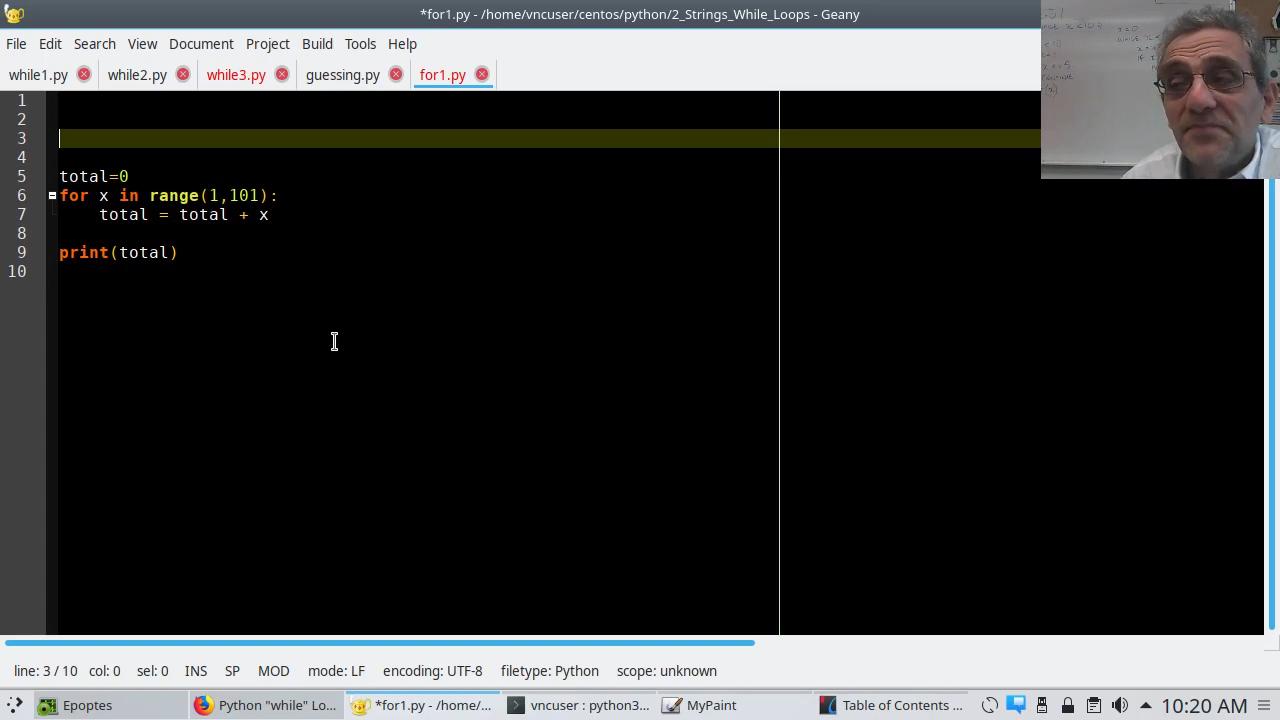 *for1.py - /home/vncuser/centos/python/2_Strings_While_Loops - Geany
File Edit Search View Document Project Build Tools Help
while1.py while2.py while3.py guessing.py for1.py
1
2
3
4
5 total=0
6 for x in range(1,101):
7 total = total + x
8
9 print(total)
10
line: 3 / 10 col: 0 sel: 0 INS SP MOD mode: LF encoding: UTF-8 filetype: Python scope: unknown
Epoptes Python "while" Lo... *for1.py - /home/... vncuser : python3... MyPaint Table of Contents ... 10:20 AM